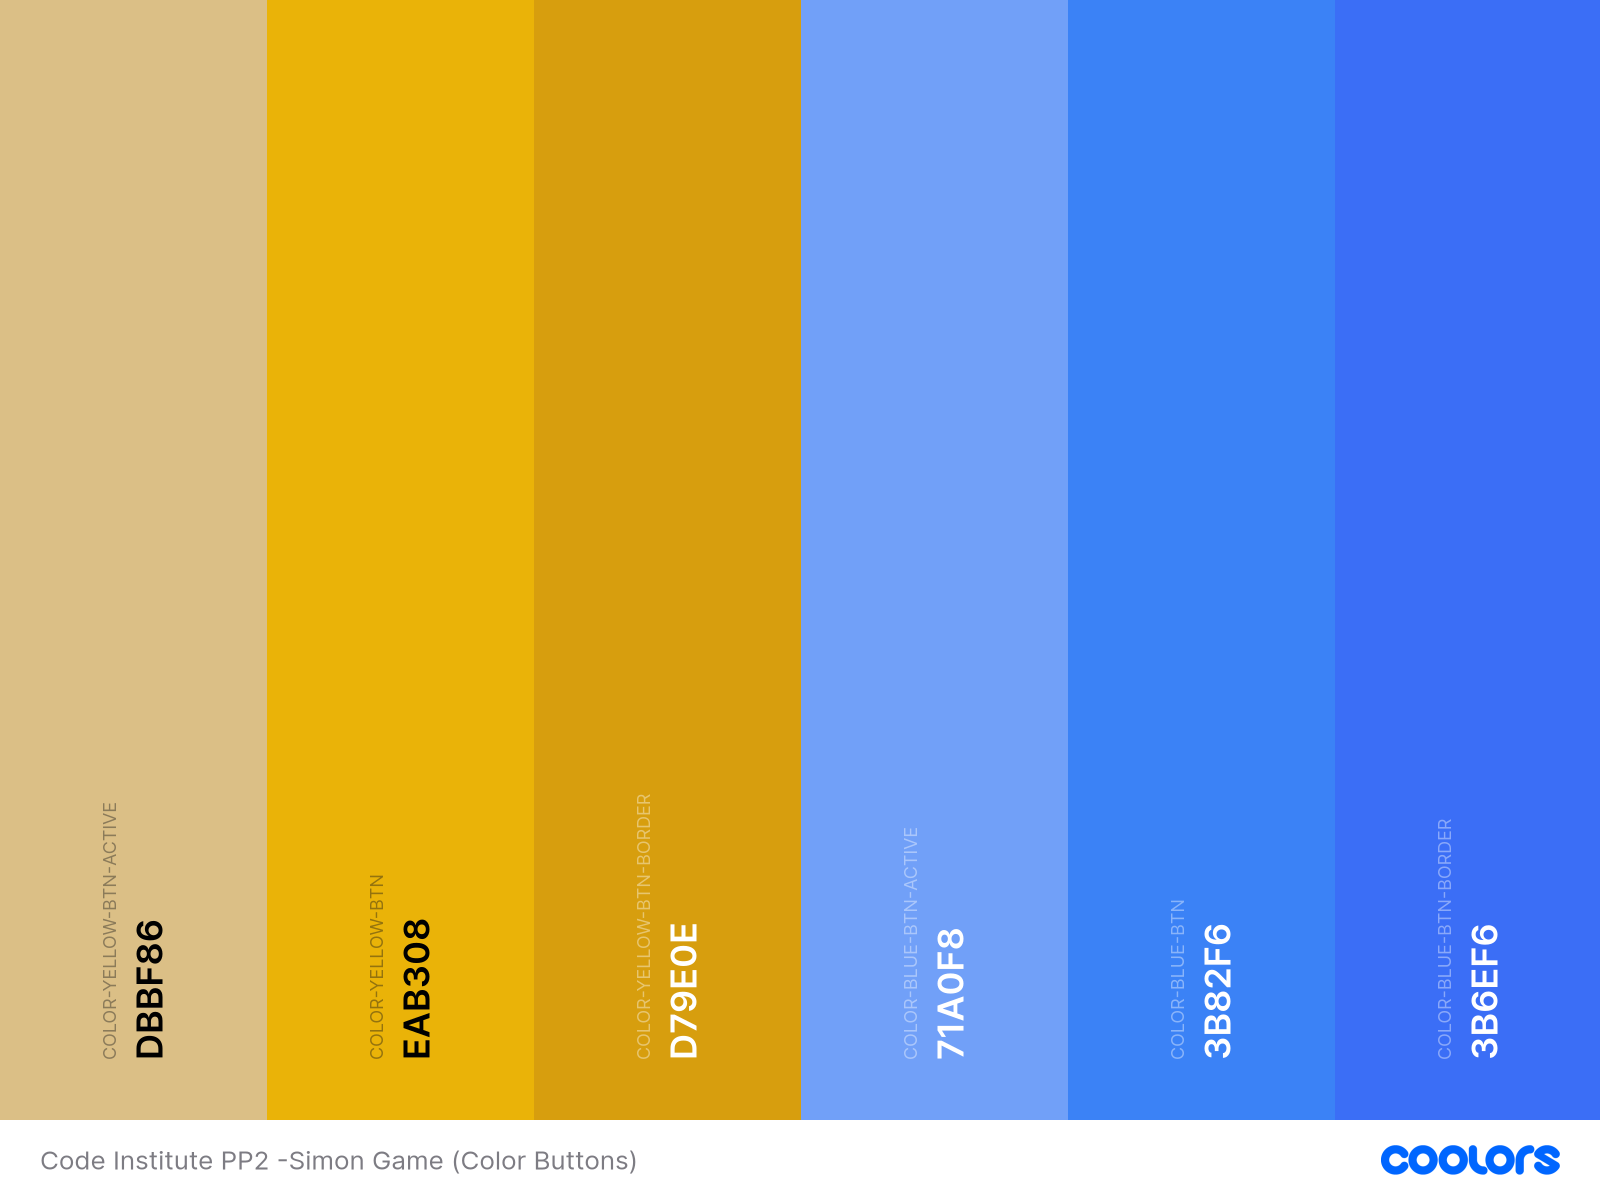 COLOR-YELLOW-BTN-ACTIVE
DBBF86
COLOR-YELLOW-BTN
EAB308
COLOR-YELLOW-BTN-BORDER
D79E0E
COLOR-BLUE-BTN-ACTIVE
71A0F8
COLOR-BLUE-BTN
3B82F6
COLOR-BLUE-BTN-BORDER
3B6EF6
Code Institute PP2 -Simon Game (Color Buttons)
coolors